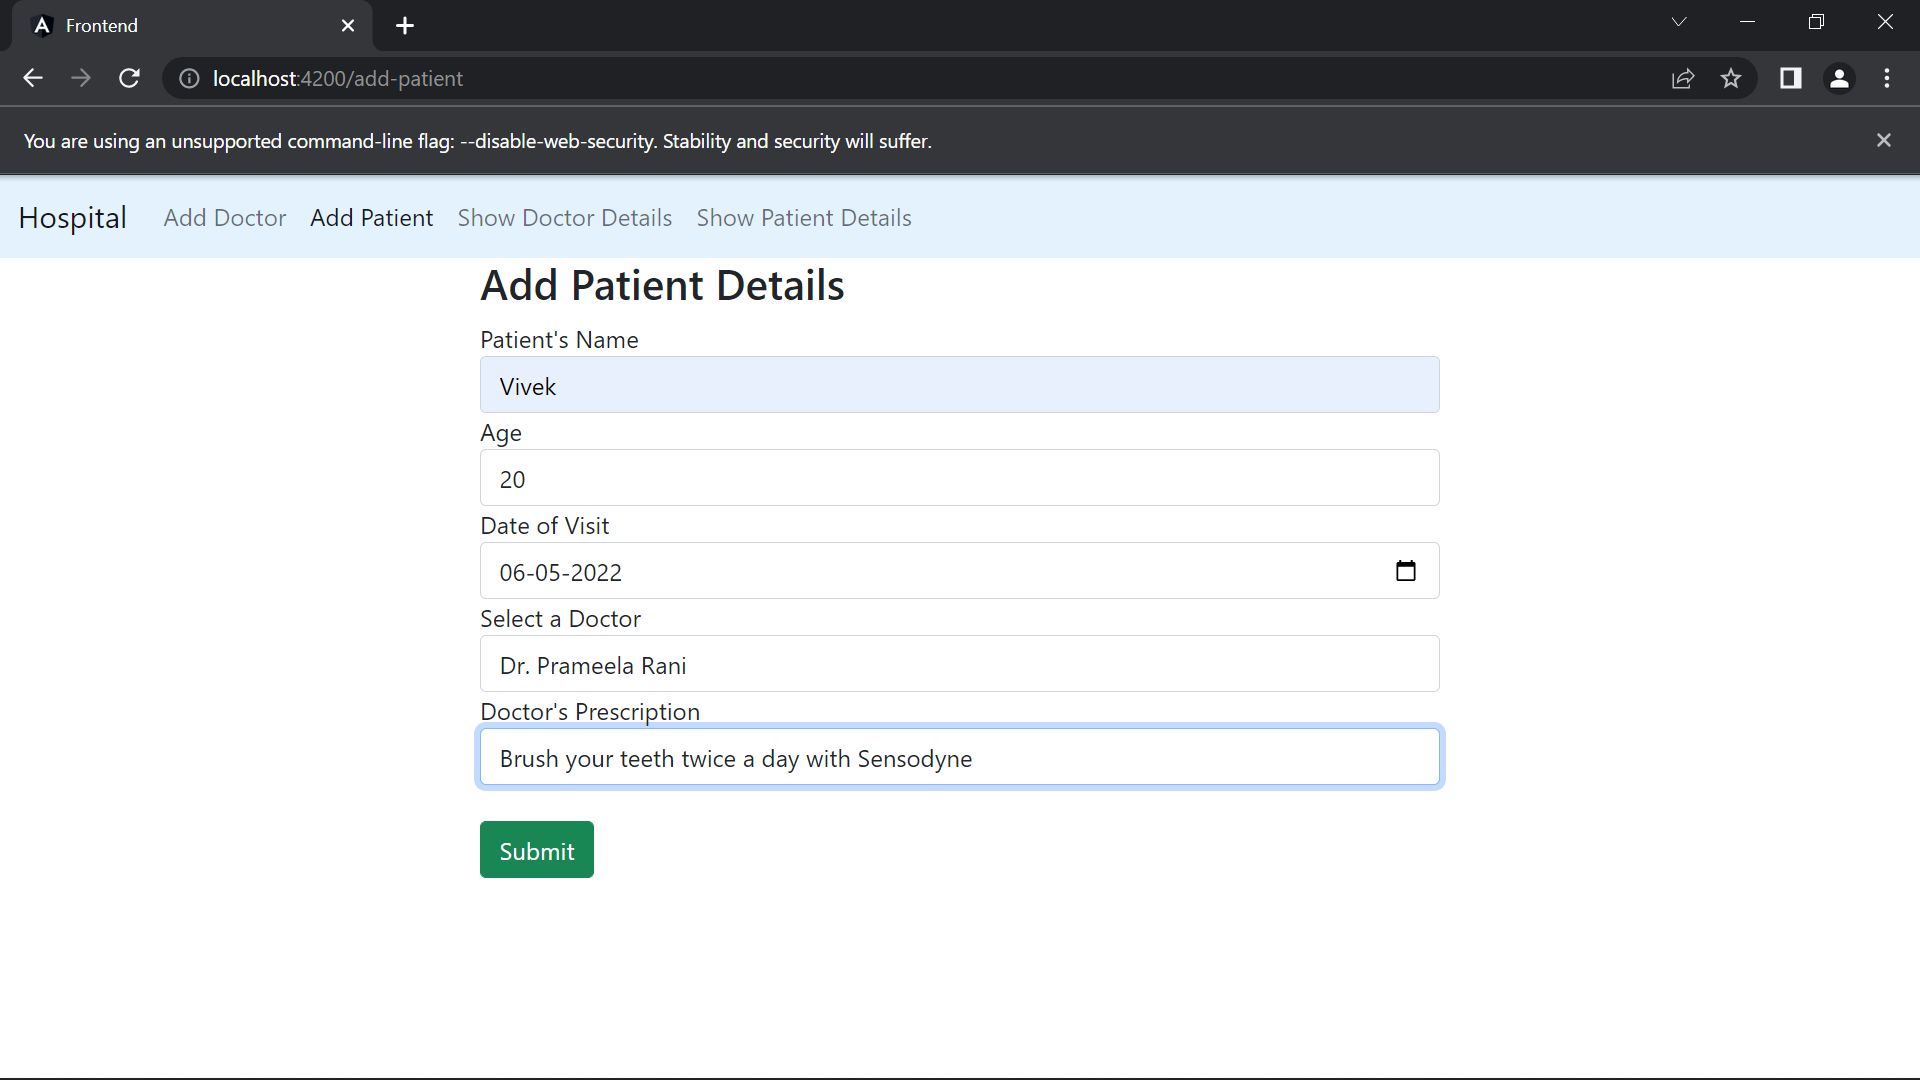 Frontend
localhost:4200/add-patient
You are using an unsupported command-line flag: --disable-web-security. Stability and security will suffer.
Hospital Add Doctor Add Patient Show Doctor Details Show Patient Details
Add Patient Details
Patient's Name
Vivek
Age
20
Date of Visit
06-05-2022
Select a Doctor
Dr. Prameela Rani
Doctor's Prescription
Brush your teeth twice a day with Sensodyne
Submit